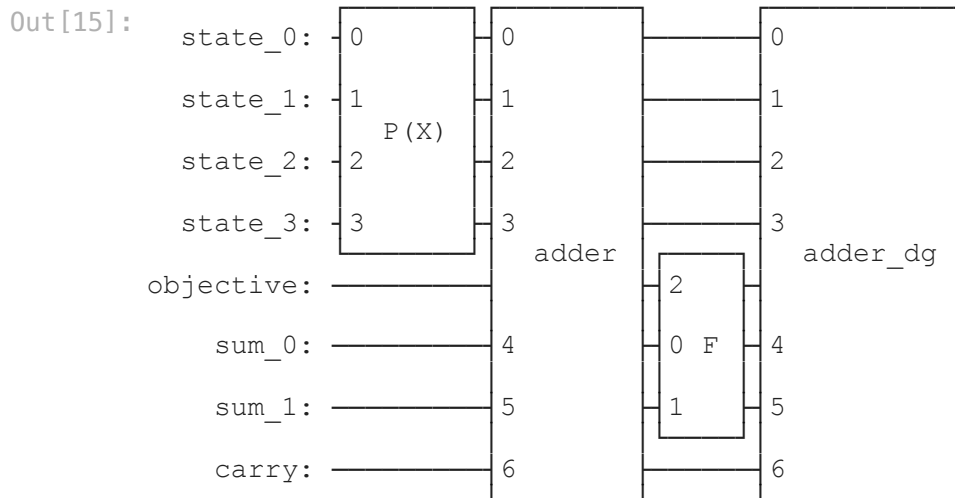 Out[15]:
state_0: 0 0 0
state_1: 1 1 1
P(X)
state_2: 2 2 2
state_3: 3 3 3
adder adder_dg
objective: 2
sum_0: 4 0 F 4
sum_1: 5 1 5
carry: 6 6